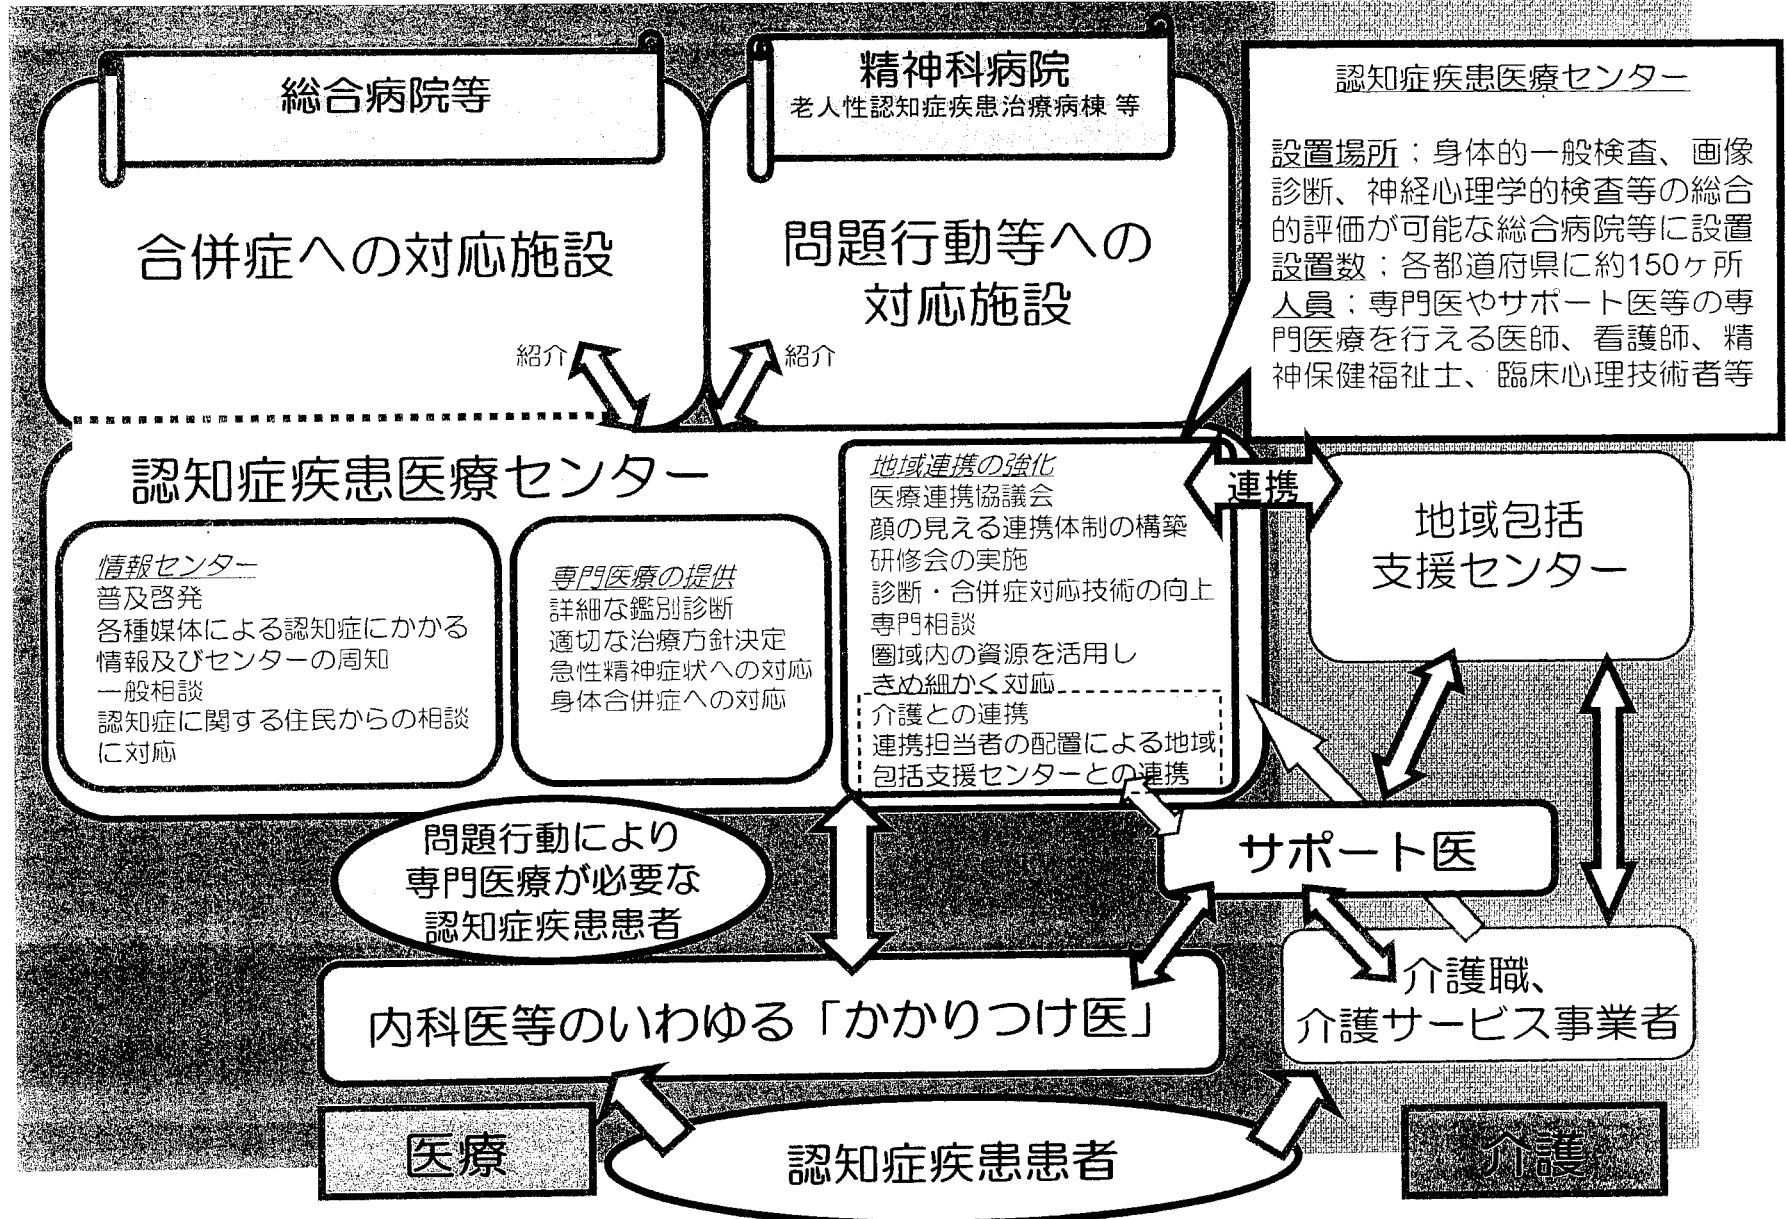 総合病院等
精神科病院
老人性認知症疾患治療病棟 等
認知症疾患医療センター
設置場所；身体的一般検査、画像
診断、神経心理学的検査等の総合
的評価が可能な総合病院等に設置
設置数；各都道府県に約150ヶ所
人員；専門医やサポート医等の専
門医療を行える医師、看護師、精
神保健福祉士、臨床心理技術者等
合併症への対応施設
問題行動等への
対応施設
紹介
紹介
認知症疾患医療センター
情報センター
普及啓発
各種媒体による認知症にかかる
情報及びセンターの周知
一般相談
認知症に関する住民からの相談
に対応
専門医療の提供
詳細な鑑別診断
適切な治療方針決定
急性精神症状への対応
身体合併症への対応
地域連携の強化
医療連携協議会
顔の見える連携体制の構築
研修会の実施
診断・合併症対応技術の向上
専門相談
圏域内の資源を活用し
きめ細かく対応
介護との連携
連携担当者の配置による地域
包括支援センターとの連携
連携
地域包括
支援センター
問題行動により
専門医療が必要な
認知症疾患患者
サポート医
内科医等のいわゆる「かかりつけ医」
介護職、
介護サービス事業者
医療
認知症疾患患者
介護